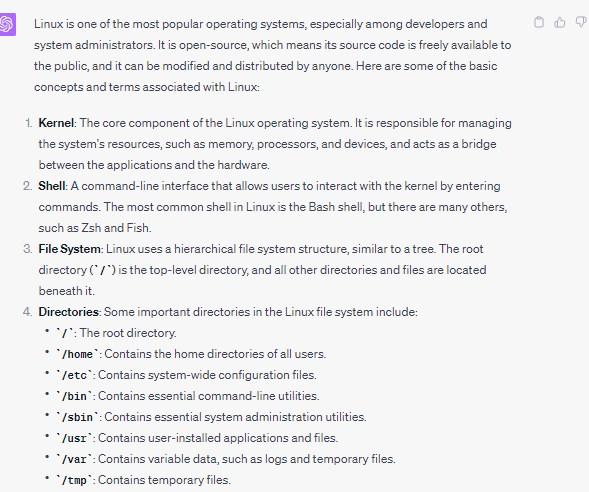 Linux is one of the most popular operating systems, especially among developers and
system administrators. It is open-source, which means its source code is freely available to
the public, and it can be modified and distributed by anyone. Here are some of the basic
concepts and terms associated with Linux:
1. Kernel: The core component of the Linux operating system. It is responsible for managing
the system's resources, such as memory, processors, and devices, and acts as a bridge
between the applications and the hardware.
2. Shell: A command-line interface that allows users to interact with the kernel by entering
commands. The most common shell in Linux is the Bash shell, but there are many others,
such as Zsh and Fish.
3. File System: Linux uses a hierarchical file system structure, similar to a tree. The root
directory (`/`) is the top-level directory, and all other directories and files are located
beneath it.
4. Directories: Some important directories in the Linux file system include:
• `/`: The root directory.
• `/home`: Contains the home directories of all users.
• `/etc`: Contains system-wide configuration files.
• `/bin`: Contains essential command-line utilities.
• `/sbin`: Contains essential system administration utilities.
• `/usr`: Contains user-installed applications and files.
• `/var`: Contains variable data, such as logs and temporary files.
• `/tmp`: Contains temporary files.